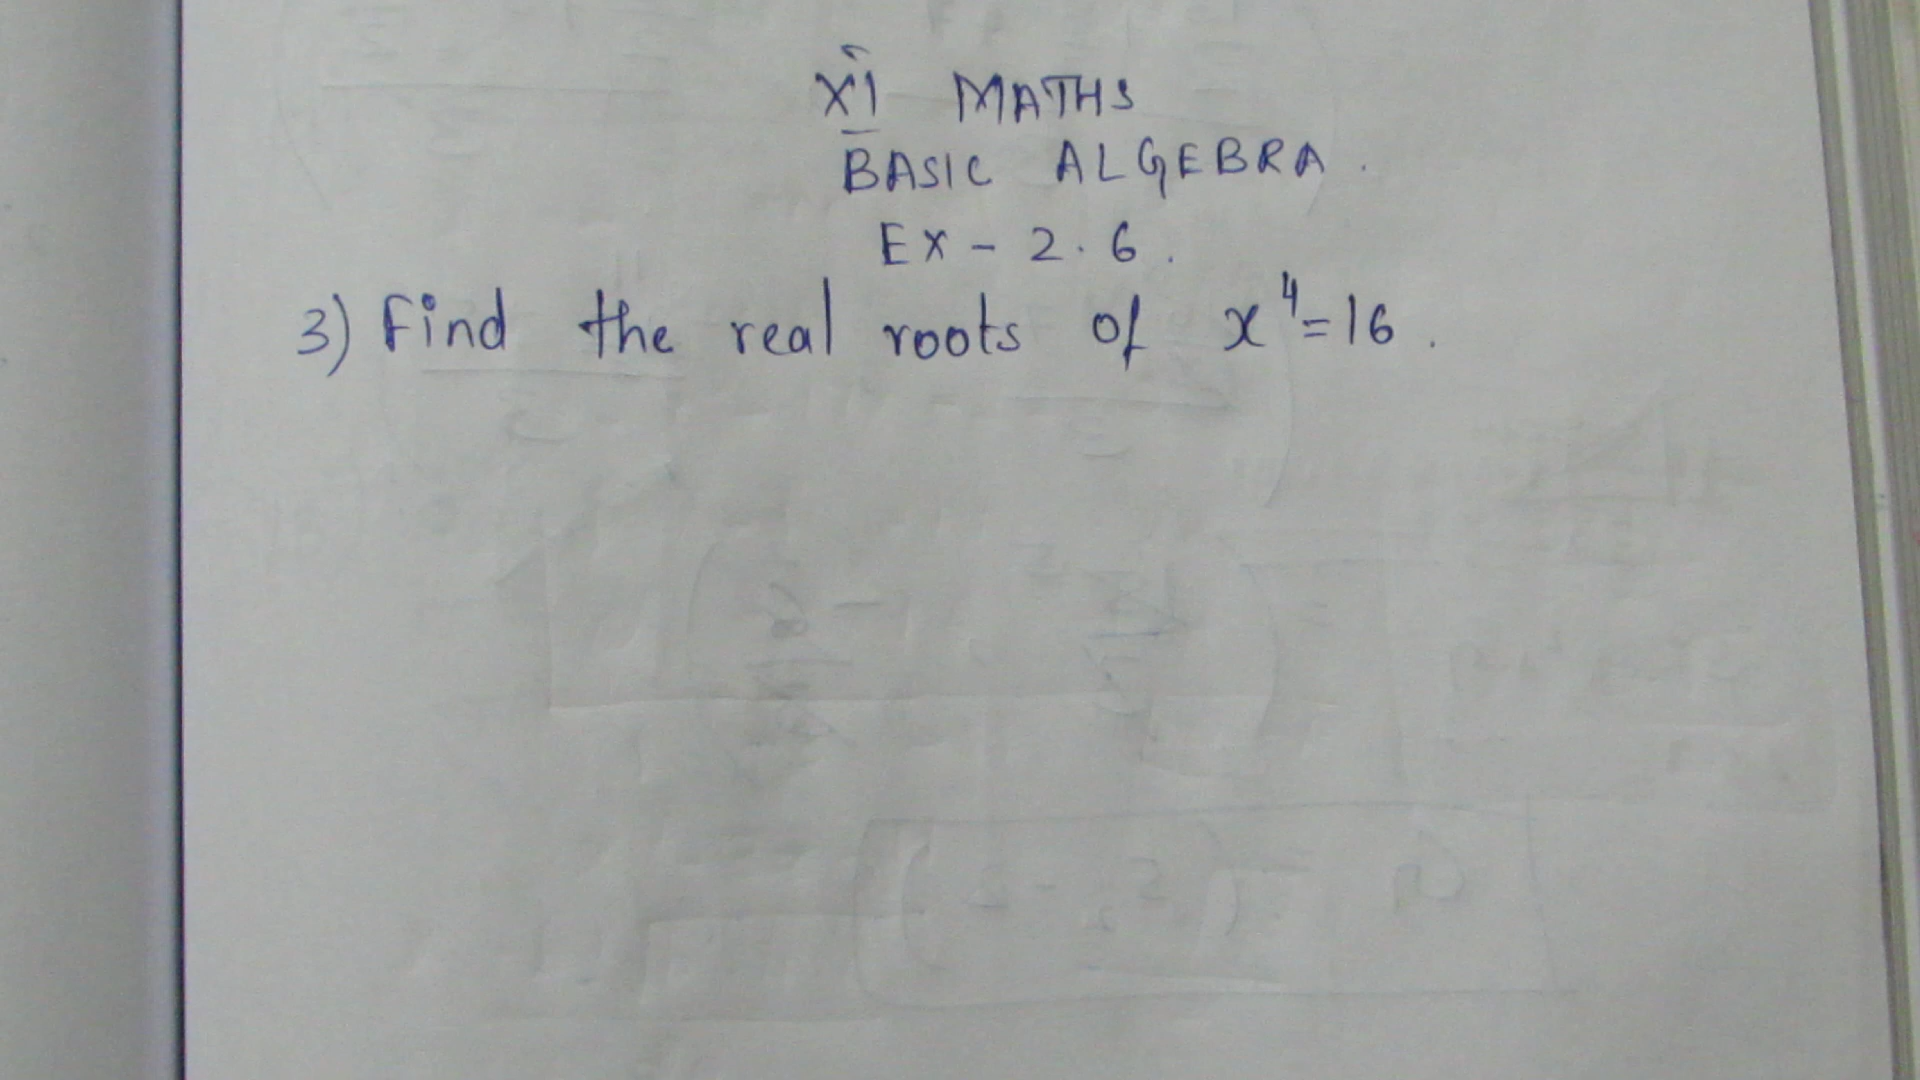 XI MATHS
BASIC ALGEBRA.
EX - 2.6.
3) Find the real roots of x⁴=16.